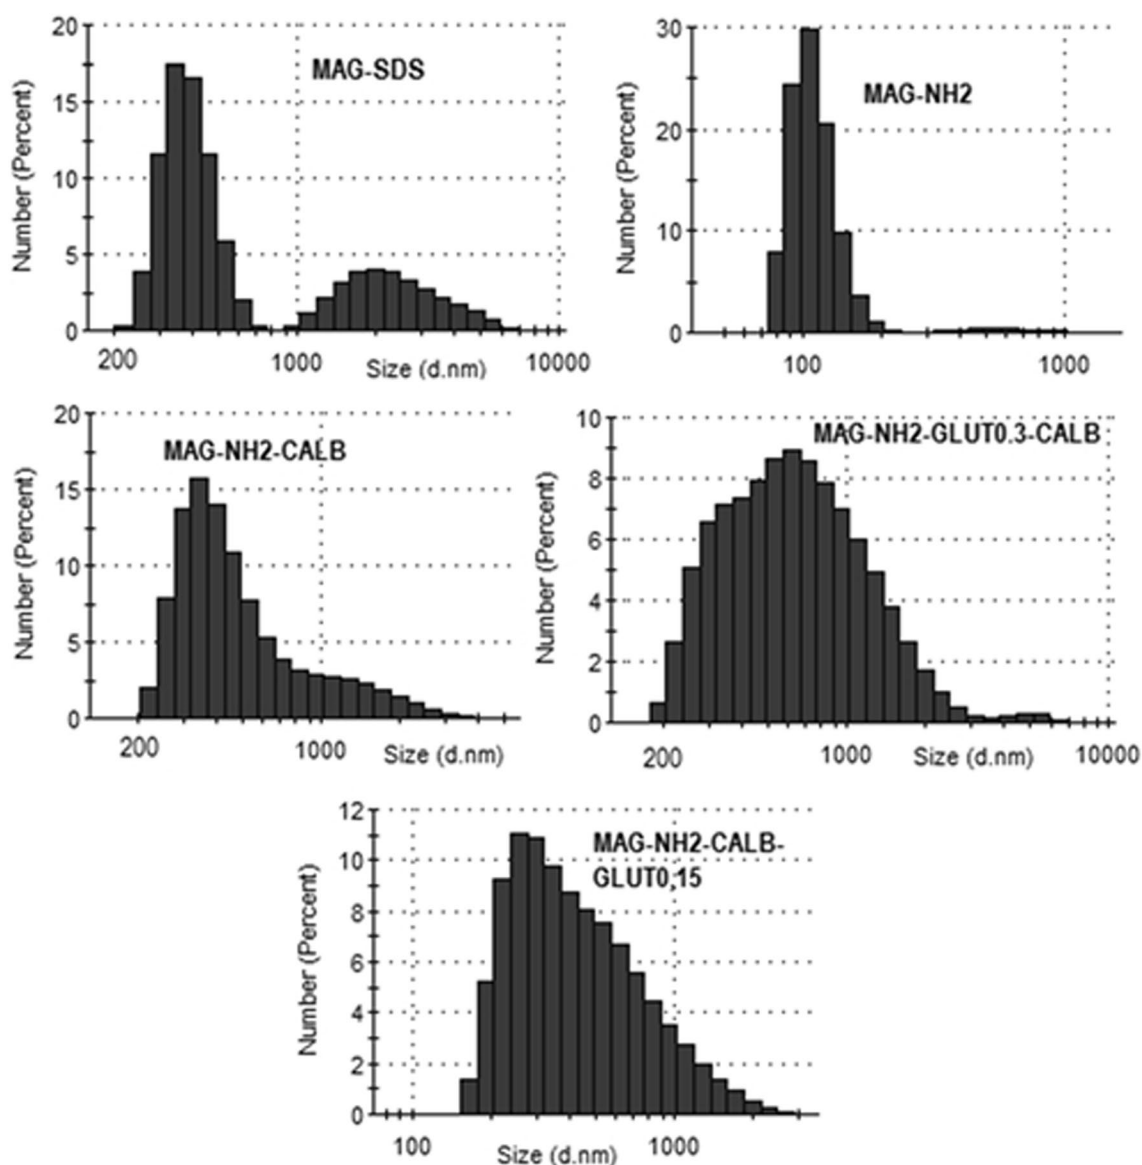 MAG-SDS
Number (Percent)
20
15
10
5
0
200
1000
Size (d.nm)
10000
MAG-NH2
Number (Percent)
30
20
10
0
100
1000
MAG-NH2-CALB
Number (Percent)
20
15
10
5
0
200
1000
Size (d.nm)
MAG-NH2-GLUT0.3-CALB
Number (Percent)
10
8
6
4
2
0
200
1000
Size (d.nm)
10000
MAG-NH2-CALB-
GLUT0,15
Number (Percent)
12
10
8
6
4
2
0
100
Size (d.nm)
1000